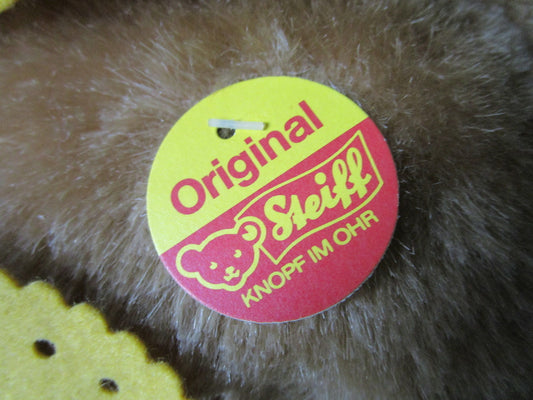 Original
Steiff
KNOPF IM OHR